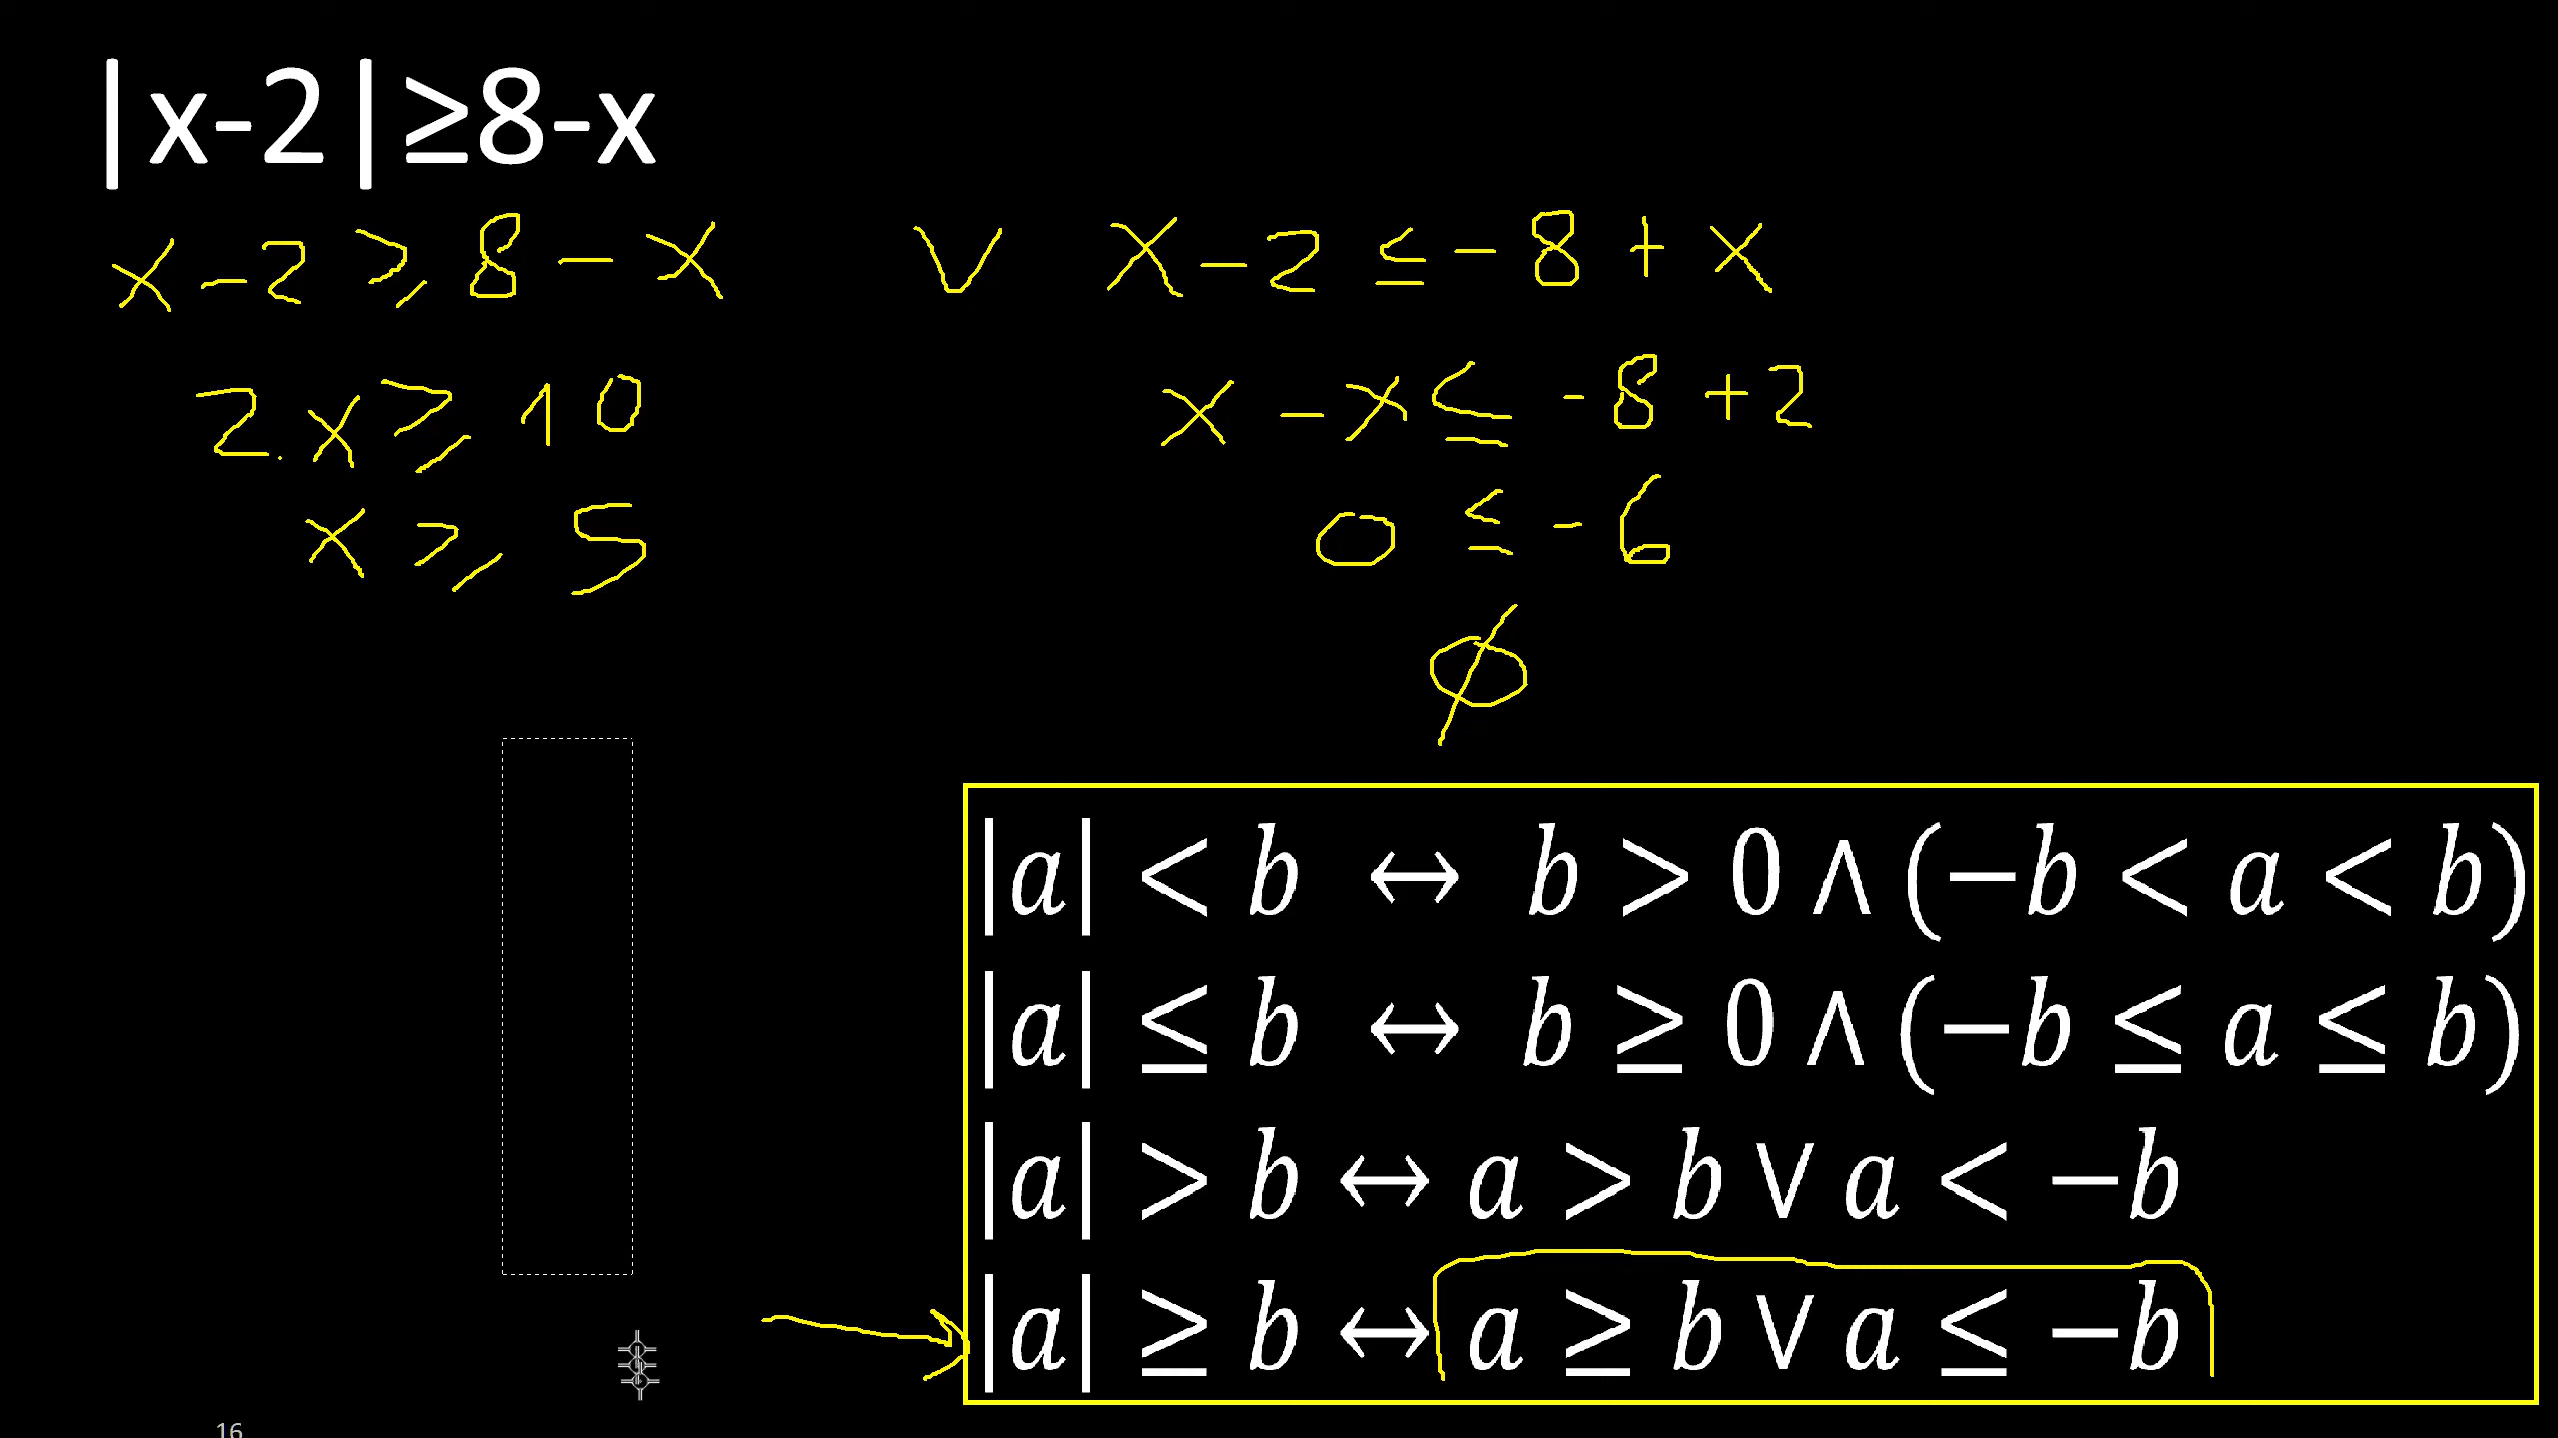 |x-2|≥8-x
x-2≥8-x ∨ x-2≤-8+x
2x≥10 x-x≤-8+2
x≥5 0≤-6
∅
|a| < b ↔ b > 0 ∧ (−b < a < b)
|a| ≤ b ↔ b ≥ 0 ∧ (−b ≤ a ≤ b)
|a| > b ↔ a > b ∨ a < −b
|a| ≥ b ↔ a ≥ b ∨ a ≤ −b
16